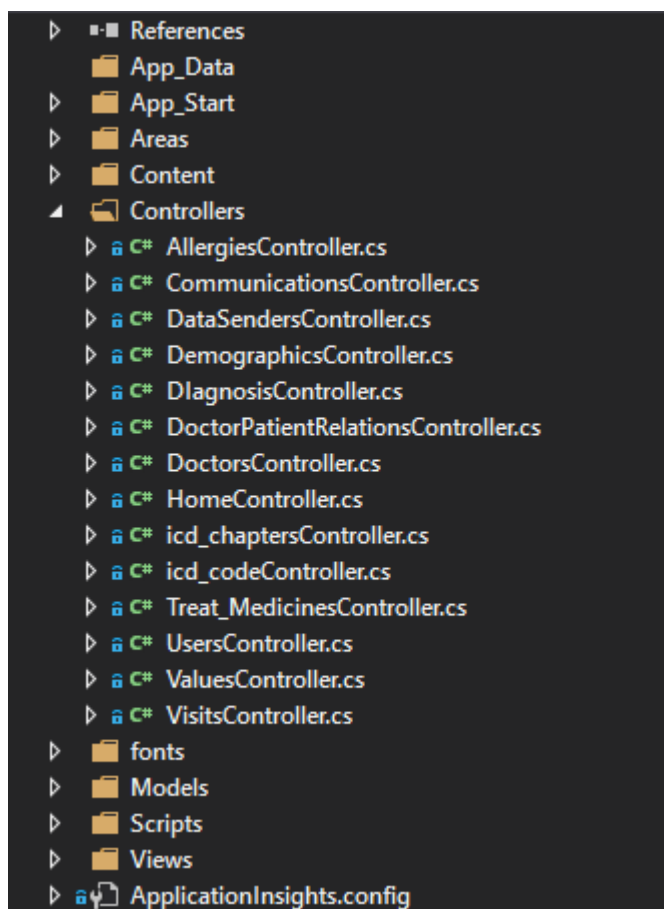 References
App_Data
App_Start
Areas
Content
Controllers
C# AllergiesController.cs
C# CommunicationsController.cs
C# DataSendersController.cs
C# DemographicsController.cs
C# DIagnosisController.cs
C# DoctorPatientRelationsController.cs
C# DoctorsController.cs
C# HomeController.cs
C# icd_chaptersController.cs
C# icd_codeController.cs
C# Treat_MedicinesController.cs
C# UsersController.cs
C# ValuesController.cs
C# VisitsController.cs
fonts
Models
Scripts
Views
ApplicationInsights.config